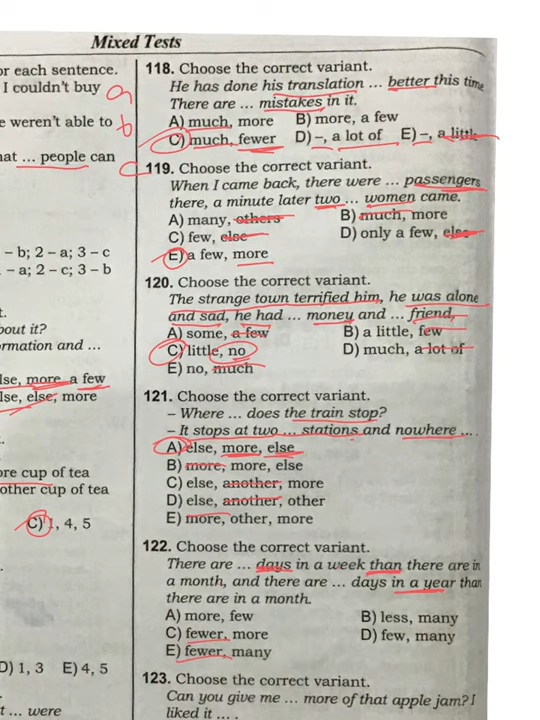 Mixed Tests
or each sentence.
I couldn't buy
a
e weren't able to
b
at ... people can
c
– b; 2 – a; 3 – c
– a; 2 – c; 3 – b
t.
bout it?
rmation and ...
lse, more a few
lse, else; more
ore cup of tea
other cup of tea
C) 1, 4, 5
D) 1, 3 E) 4, 5
t ... were
118. Choose the correct variant.
He has done his translation ... better this time
There are ... mistakes in it.
A) much, more B) more, a few
C) much, fewer D) –, a lot of E) –, a little
119. Choose the correct variant.
When I came back, there were ... passengers
there, a minute later two ... women came.
A) many, others B) much, more
C) few, else D) only a few, else
E) a few, more
120. Choose the correct variant.
The strange town terrified him, he was alone
and sad, he had ... money and ... friend,
A) some, a few B) a little, few
C) little, no D) much, a lot of
E) no, much
121. Choose the correct variant.
– Where ... does the train stop?
– It stops at two ... stations and nowhere ... .
A) else, more, else
B) more, more, else
C) else, another, more
D) else, another, other
E) more, other, more
122. Choose the correct variant.
There are ... days in a week than there are in
a month, and there are ... days in a year than
there are in a month.
A) more, few B) less, many
C) fewer, more D) few, many
E) fewer, many
123. Choose the correct variant.
Can you give me ... more of that apple jam? I
liked it ... .